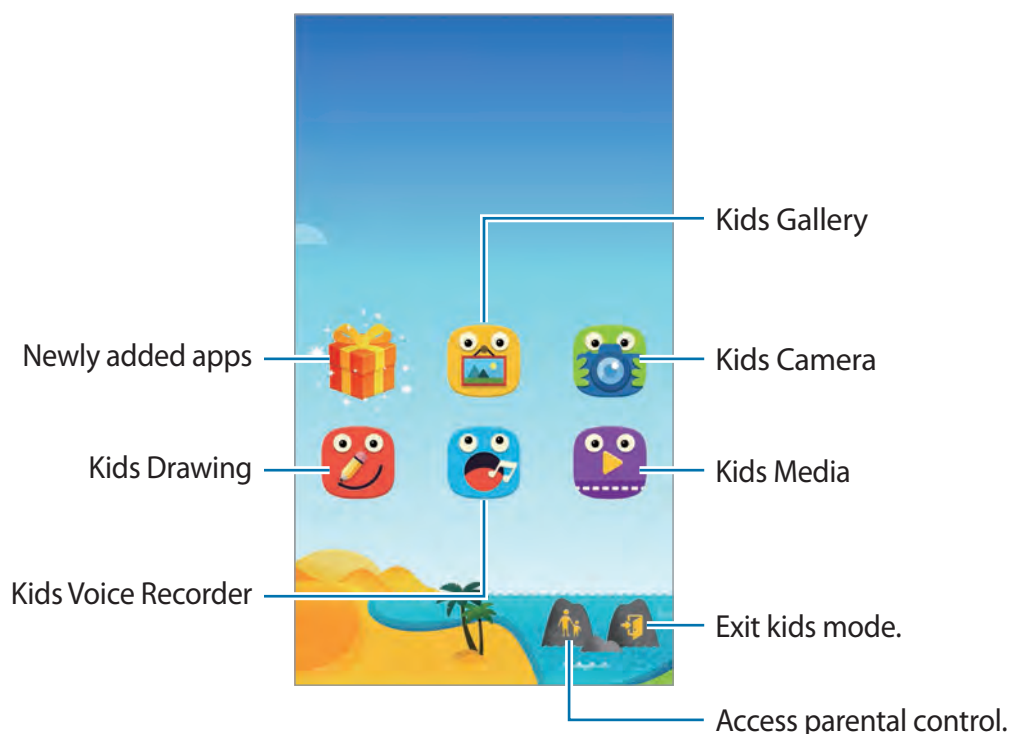 Kids Gallery
Newly added apps
Kids Camera
Kids Drawing
Kids Media
Kids Voice Recorder
Exit kids mode.
Access parental control.